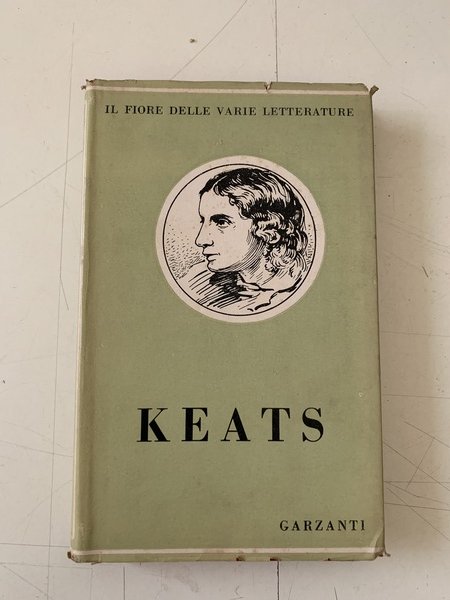 IL FIORE DELLE VARIE LETTERATURE
KEATS
GARZANTI